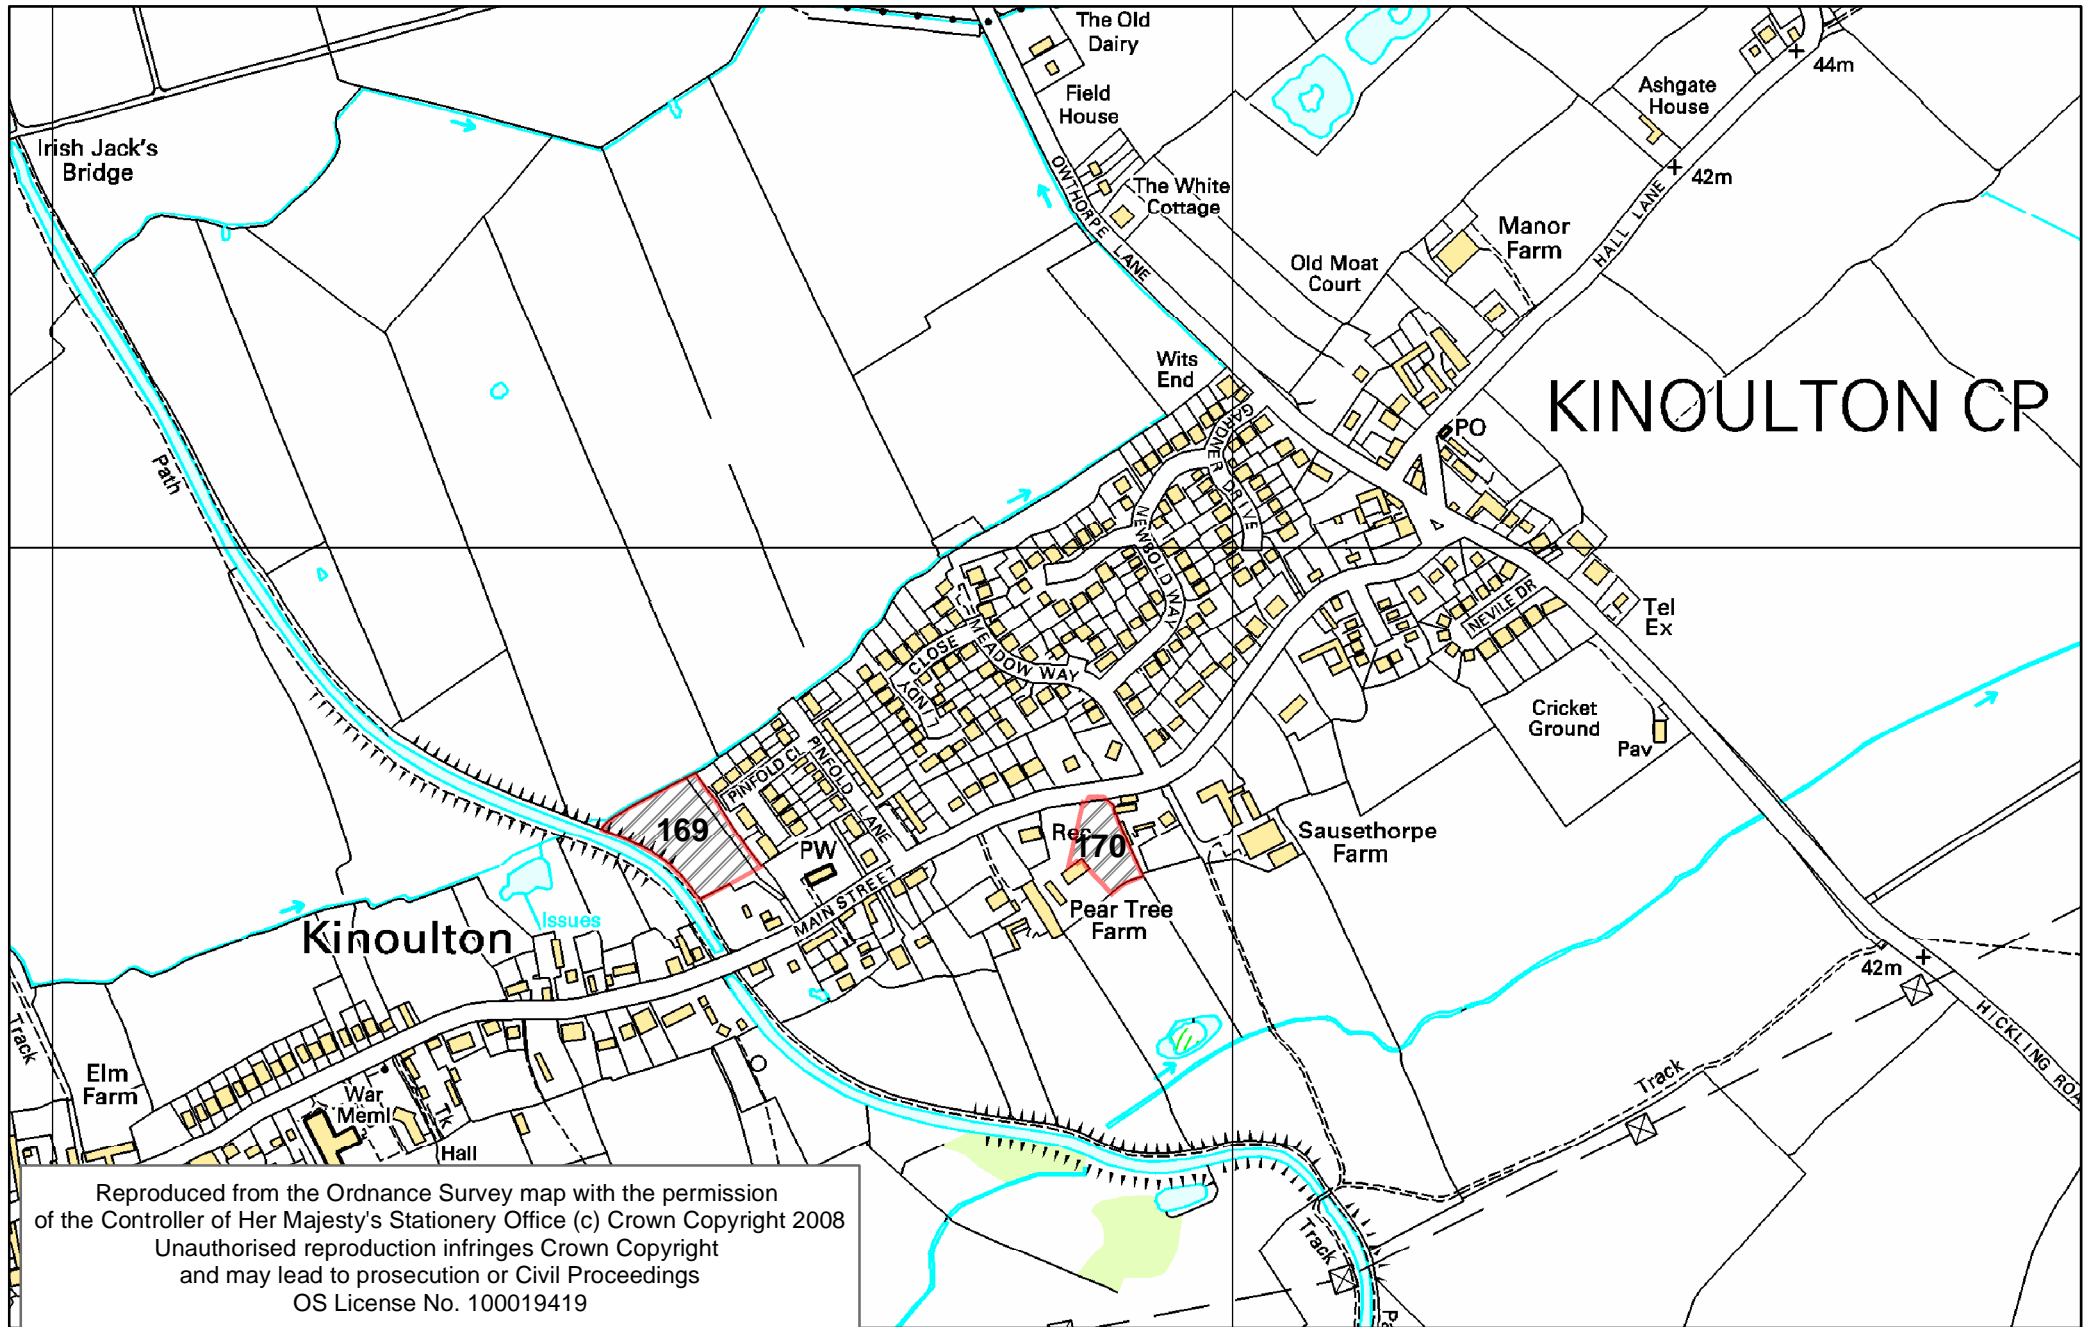 The Old
Dairy
44m
Ashgate
House
Field
House
Irish Jack's
Bridge
42m
OWTHORPE LANE
The White
Cottage
HALL LANE
Manor
Farm
Old Moat
Court
Wits
End
KINOULTON CP
GARDNER DRIVE
PO
Path
NEWBOLD WAY
NEVILE DR
Tel
Ex
MEADOW WAY
LINDY CLOSE
Cricket
Ground
Pav
PINFOLD LANE
PINFOLD C
169
Rec
170
Sausethorpe
Farm
PW
MAIN STREET
Pear Tree
Farm
Issues
Kinoulton
42m
HICKLING ROA
Track
Track
Elm
Farm
War
Meml
Tk
Hall
Track
Pa
Reproduced from the Ordnance Survey map with the permission
of the Controller of Her Majesty's Stationery Office (c) Crown Copyright 2008
Unauthorised reproduction infringes Crown Copyright
and may lead to prosecution or Civil Proceedings
OS License No. 100019419